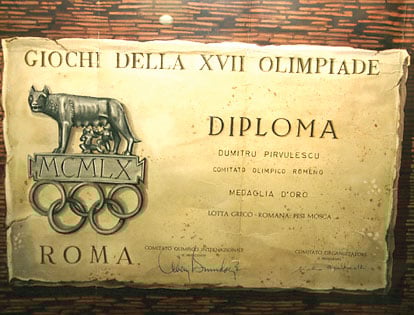 GIOCHI DELLA XVII OLIMPIADE
DIPLOMA
DUMITRU PIRVULESCU
COMITATO OLIMPICO ROMENO
MEDAGLIA D'ORO
LOTTA GRECO-ROMANA: PESI MOSCA
MCMLX
ROMA
COMITATO OLIMPICO INTERNAZIONALE
COMITATO ORGANIZZATORE